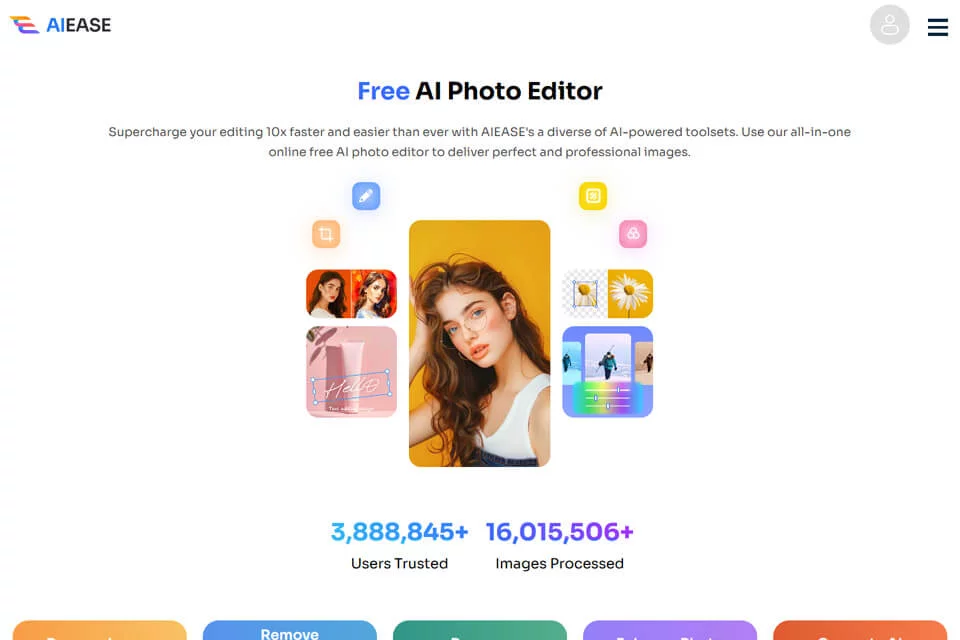 AIEASE
Free AI Photo Editor
Supercharge your editing 10x faster and easier than ever with AIEASE's a diverse of AI-powered toolsets. Use our all-in-one
online free AI photo editor to deliver perfect and professional images.
Hello
3,888,845+ 16,015,506+
Users Trusted Images Processed
Remove